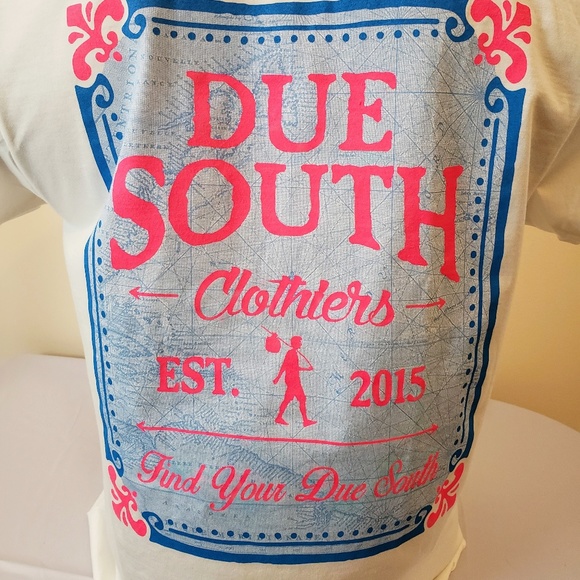 DUE
SOUTH
Clothiers
EST. 2015
Find Your Due South